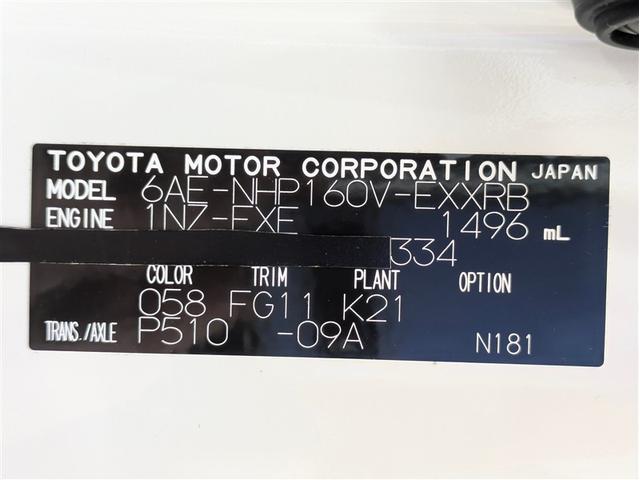 TOYOTA MOTOR CORPORATION JAPAN
MODEL 6AE-NHP160V-EXXRB
ENGINE 1NZ-FXE 1496 mL
334
COLOR TRIM PLANT OPTION
058 FG11 K21
TRANS./AXLE P510 -09A N181